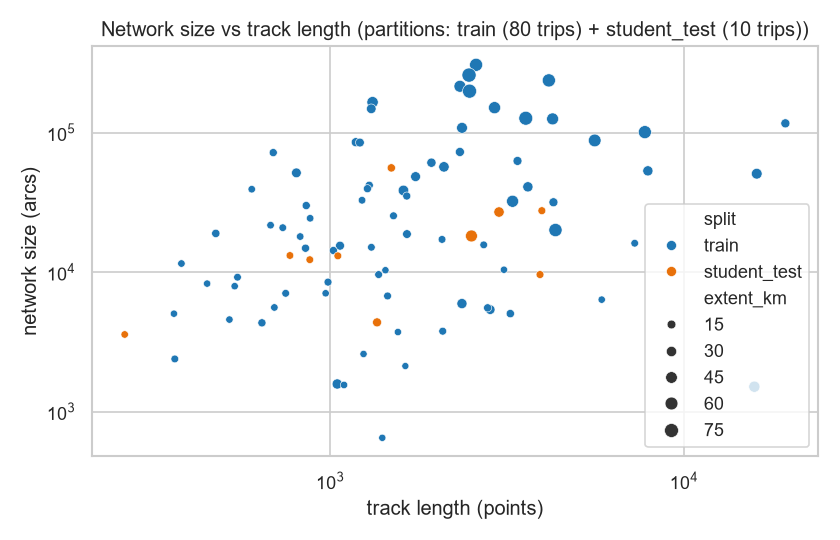 Network size vs track length (partitions: train (80 trips) + student_test (10 trips))
network size (arcs)
10^5
10^4
10^3
split
train
student_test
extent_km
15
30
45
60
75
10^3
10^4
track length (points)